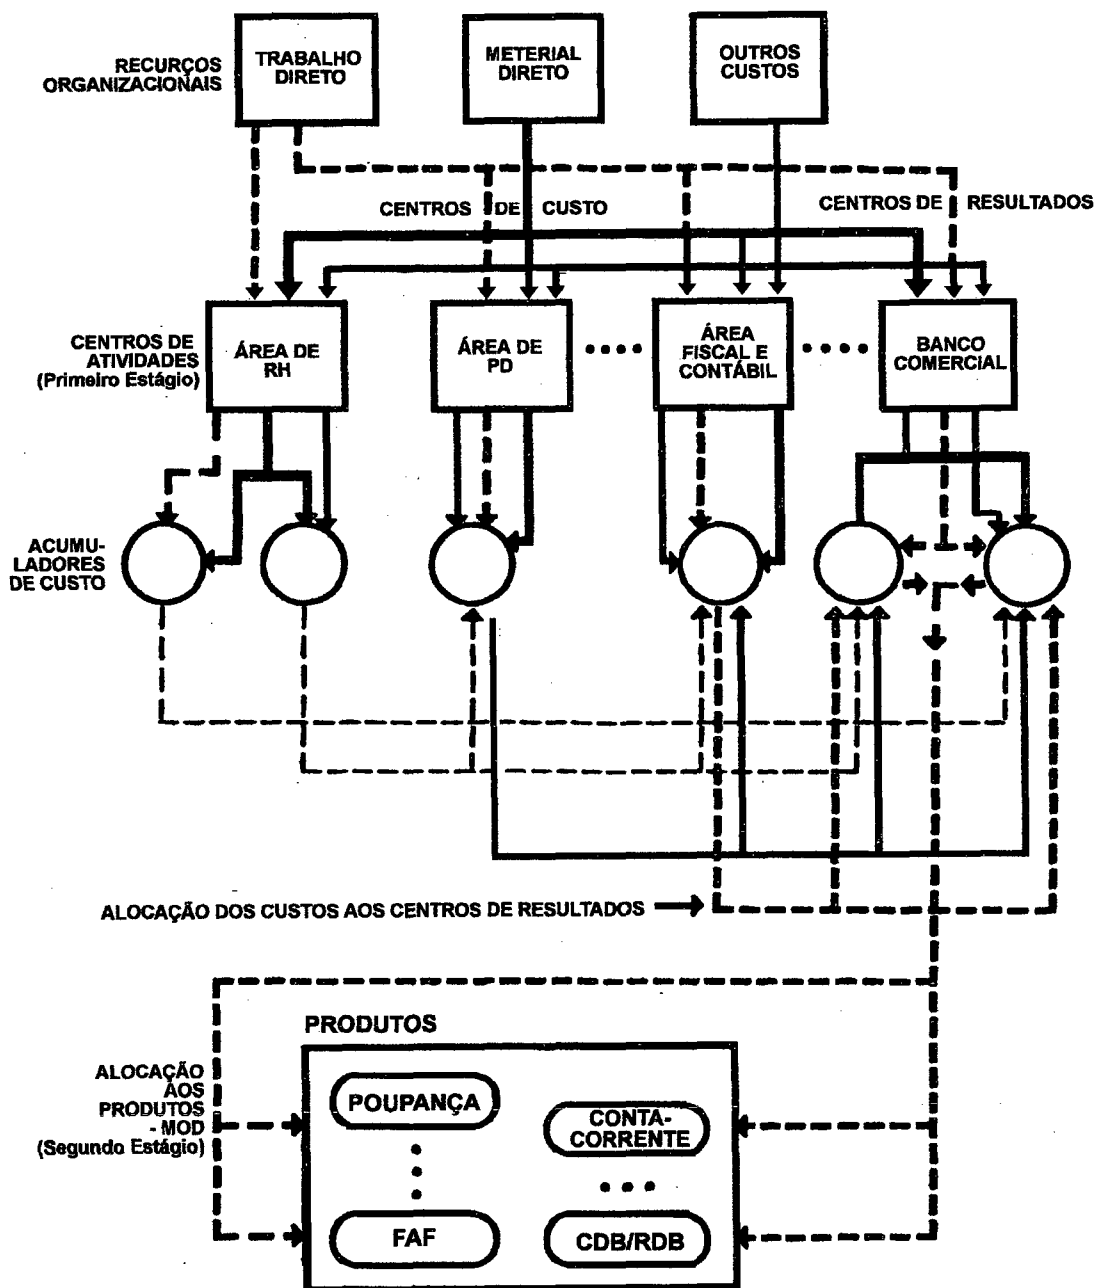 RECURÇOS
ORGANIZACIONAIS
TRABALHO
DIRETO
METERIAL
DIRETO
OUTROS
CUSTOS
CENTROS DE CUSTO
CENTROS DE RESULTADOS
CENTROS DE
ATIVIDADES
(Primeiro Estágio)
ÁREA DE
RH
ÁREA DE
PD
ÁREA
FISCAL E
CONTÁBIL
BANCO
COMERCIAL
ACUMU-
LADORES
DE CUSTO
ALOCAÇÃO DOS CUSTOS AOS CENTROS DE RESULTADOS
PRODUTOS
ALOCAÇÃO
AOS
PRODUTOS
- MOD
(Segundo Estágio)
POUPANÇA
CONTA-
CORRENTE
FAF
CDB/RDB